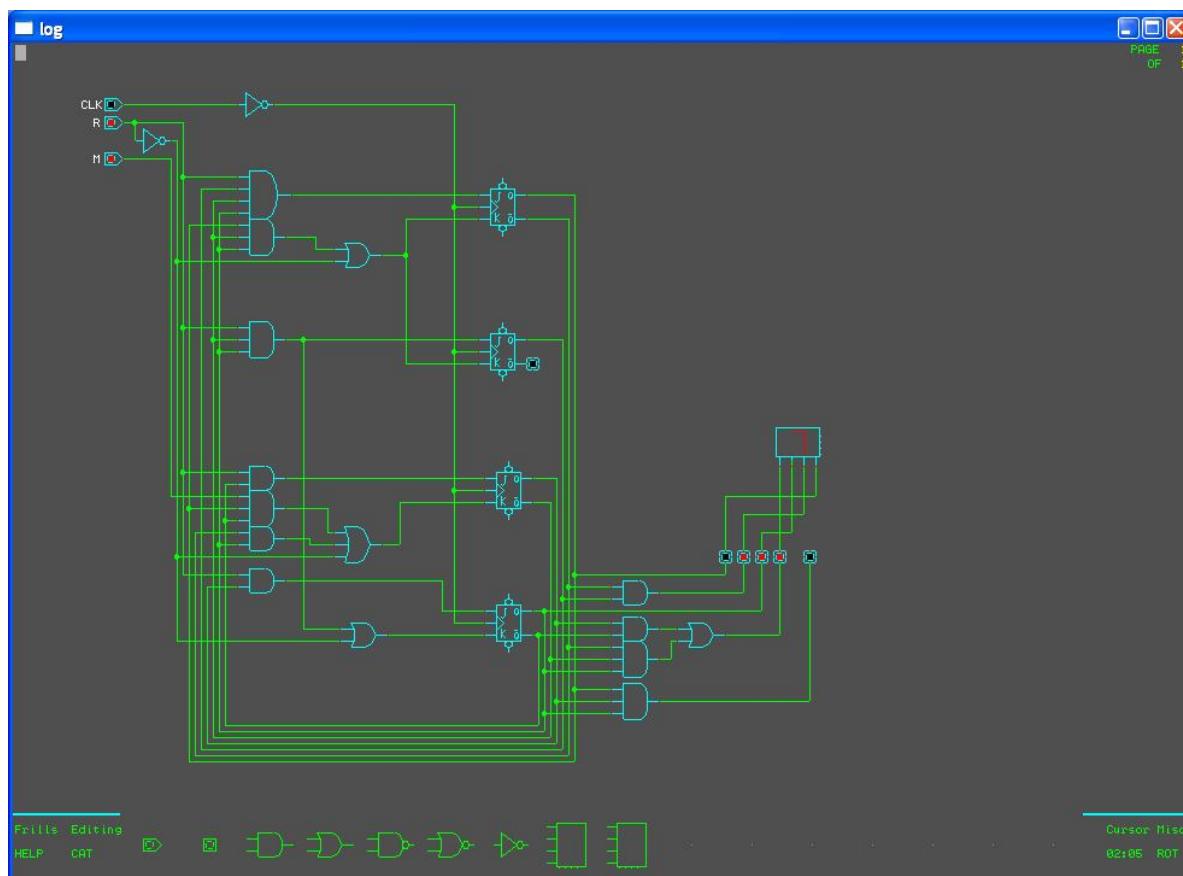 log
PAGE
OF
CLK
R
M
J Q
K Q̄
J Q
K Q̄
J Q
K Q̄
J Q
K Q̄
Frills Editing
HELP CAT
Cursor Misc
02:05 ROT